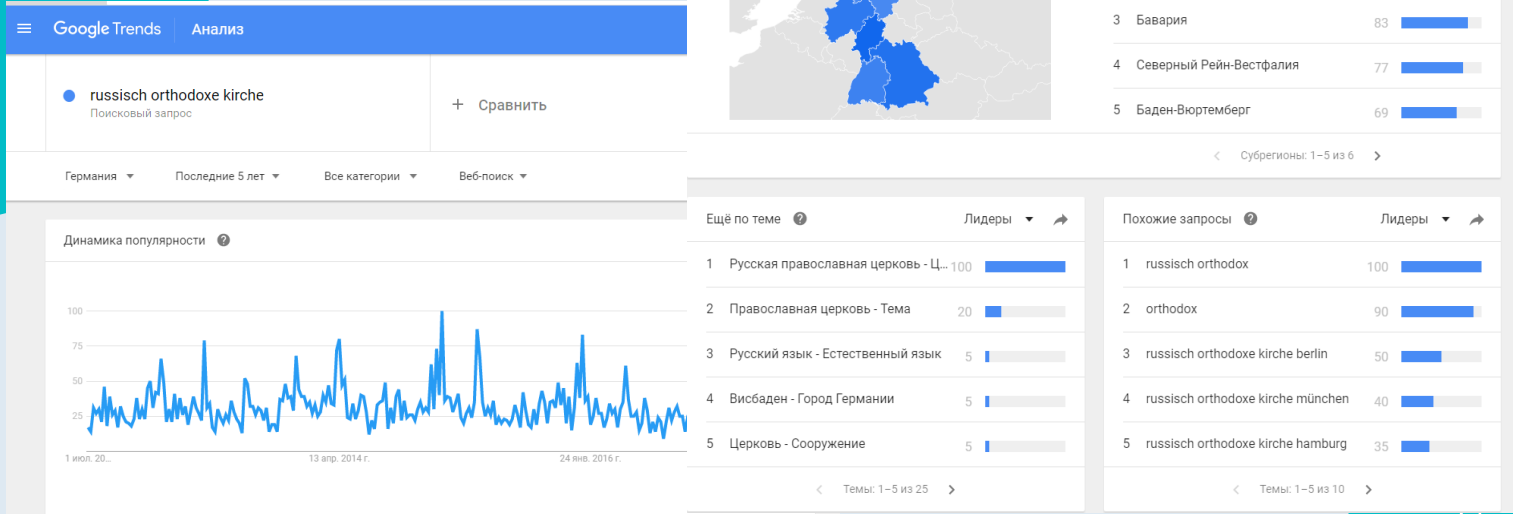 Google Trends Анализ
russisch orthodoxe kirche
Поисковый запрос
+ Сравнить
Германия
Последние 5 лет
Все категории
Веб-поиск
Динамика популярности ?
100
75
50
25
1 июл. 20...
13 апр. 2014 г.
24 янв. 2016 г.
3 Бавария 83
4 Северный Рейн-Вестфалия 77
5 Баден-Вюртемберг 69
Субрегионы: 1–5 из 6
Ещё по теме ? Лидеры
1 Русская православная церковь - Ц... 100
2 Православная церковь - Тема 20
3 Русский язык - Естественный язык 5
4 Висбаден - Город Германии 5
5 Церковь - Сооружение 5
Темы: 1–5 из 25
Похожие запросы ? Лидеры
1 russisch orthodox 100
2 orthodox 90
3 russisch orthodoxe kirche berlin 50
4 russisch orthodoxe kirche münchen 40
5 russisch orthodoxe kirche hamburg 35
Темы: 1–5 из 10